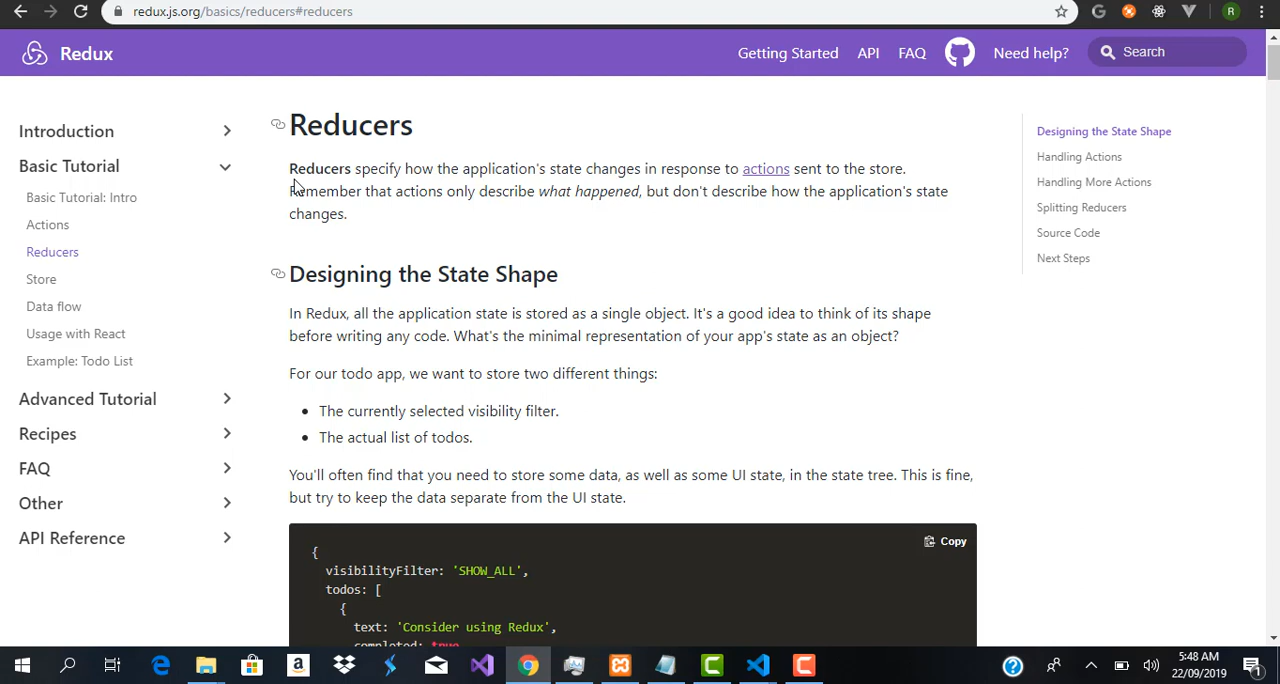 redux.js.org/basics/reducers#reducers
R
Redux
Getting Started
API
FAQ
Need help?
Search
Introduction
Basic Tutorial
Basic Tutorial: Intro
Actions
Reducers
Store
Data flow
Usage with React
Example: Todo List
Advanced Tutorial
Recipes
FAQ
Other
API Reference
Reducers
Reducers specify how the application's state changes in response to actions sent to the store.
Remember that actions only describe what happened, but don't describe how the application's state
changes.
Designing the State Shape
In Redux, all the application state is stored as a single object. It's a good idea to think of its shape
before writing any code. What's the minimal representation of your app's state as an object?
For our todo app, we want to store two different things:
The currently selected visibility filter.
The actual list of todos.
You'll often find that you need to store some data, as well as some UI state, in the state tree. This is fine,
but try to keep the data separate from the UI state.
Copy
{
visibilityFilter: 'SHOW_ALL',
todos: [
{
text: 'Consider using Redux',
completed: true
Designing the State Shape
Handling Actions
Handling More Actions
Splitting Reducers
Source Code
Next Steps
5:48 AM
22/09/2019
1